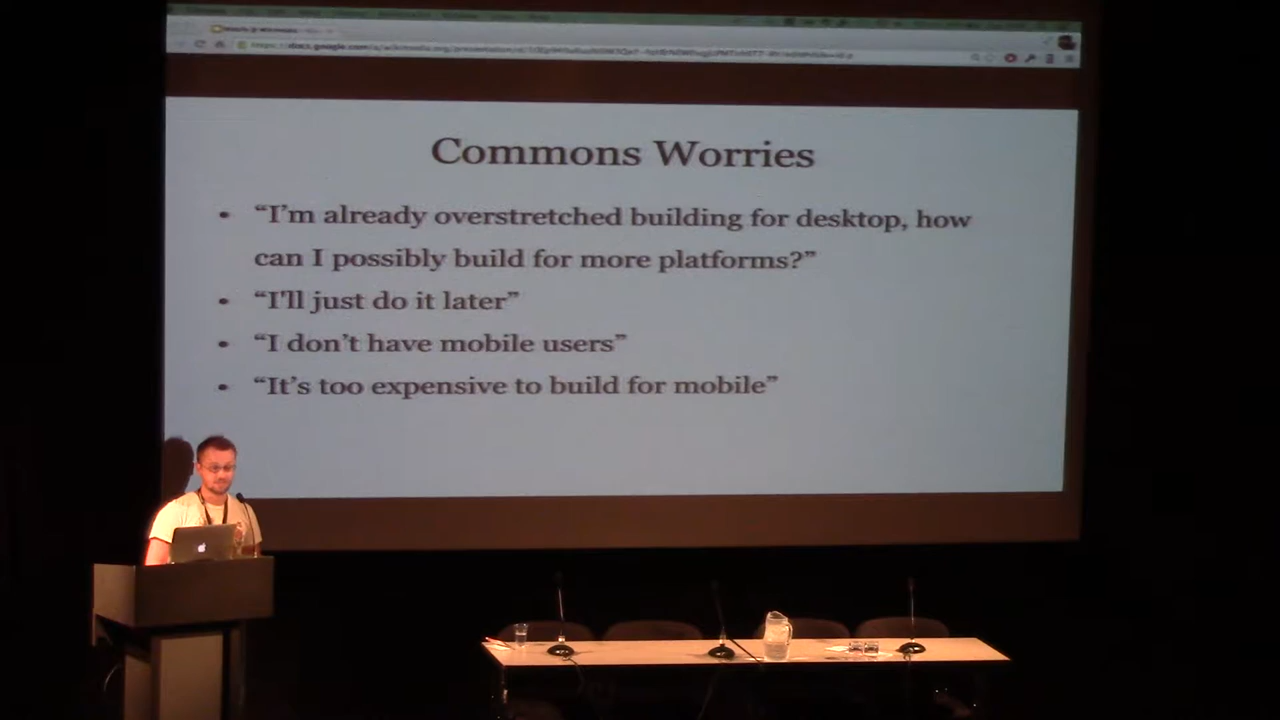 Commons Worries
• “I’m already overstretched building for desktop, how
can I possibly build for more platforms?”
• “I'll just do it later”
• “I don’t have mobile users”
• “It’s too expensive to build for mobile”